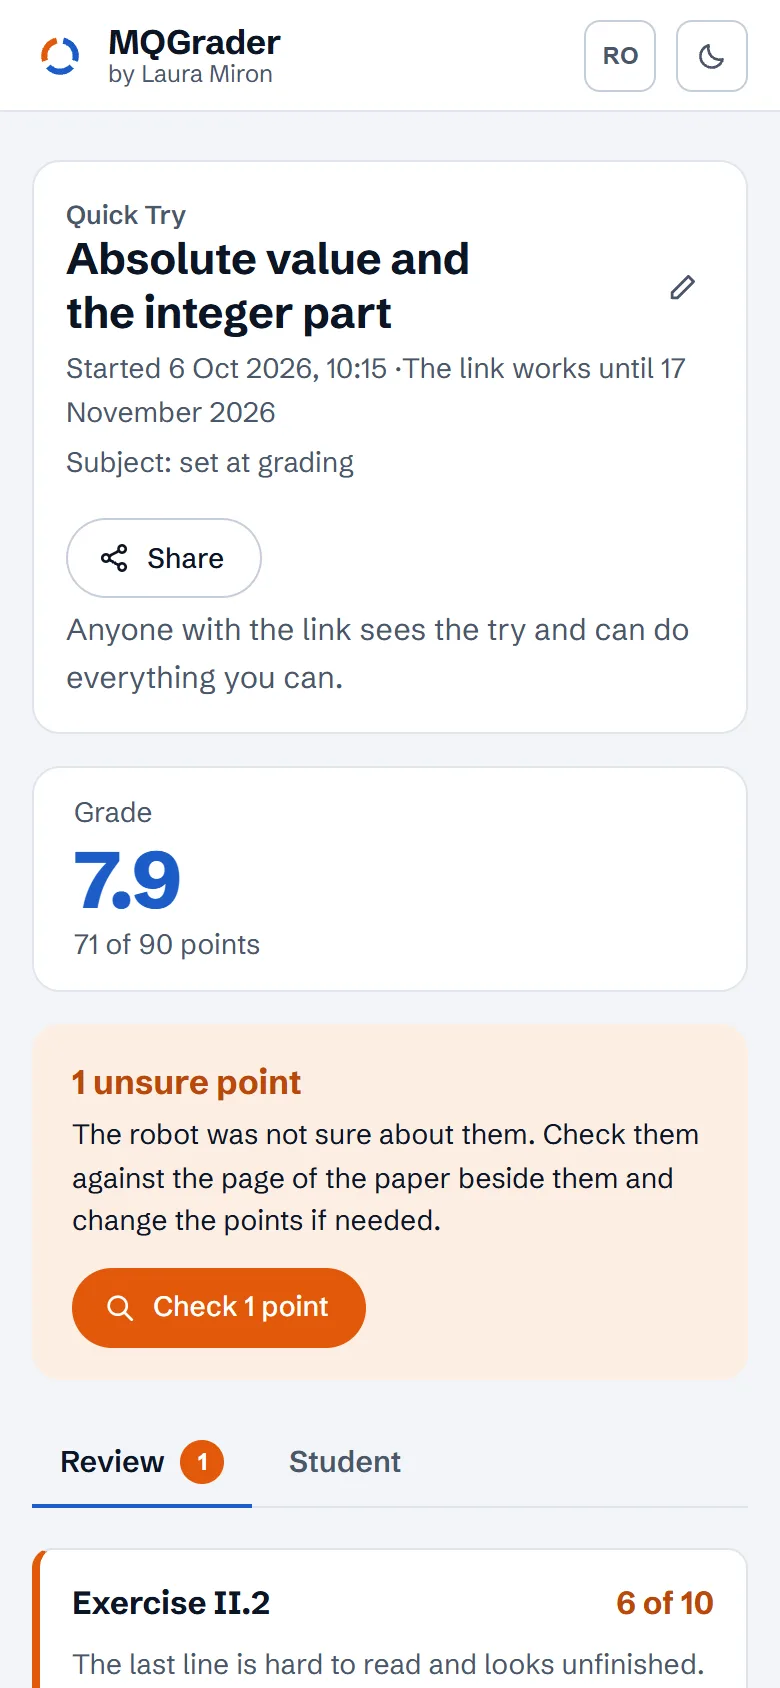 MQGrader
by Laura Miron
RO
Quick Try
Absolute value and
the integer part
Started 6 Oct 2026, 10:15 ·The link works until 17
November 2026
Subject: set at grading
Share
Anyone with the link sees the try and can do
everything you can.
Grade
7.9
71 of 90 points
1 unsure point
The robot was not sure about them. Check them
against the page of the paper beside them and
change the points if needed.
Check 1 point
Review 1 Student
Exercise II.2 6 of 10
The last line is hard to read and looks unfinished.